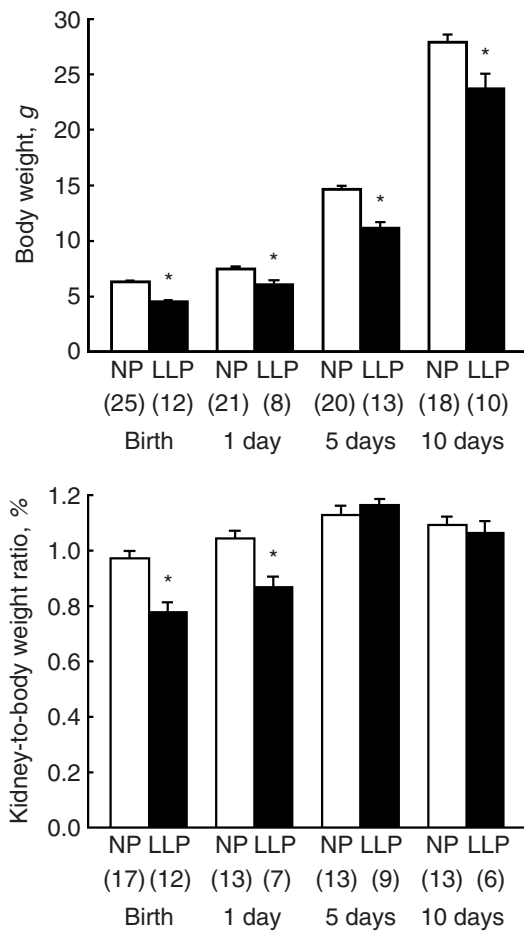 30
25
20
15
10
5
0
Body weight, g
* * * *
NP LLP NP LLP NP LLP NP LLP
(25) (12) (21) (8) (20) (13) (18) (10)
Birth 1 day 5 days 10 days
1.2
1.0
0.8
0.6
0.4
0.2
0.0
Kidney-to-body weight ratio, %
* *
NP LLP NP LLP NP LLP NP LLP
(17) (12) (13) (7) (13) (9) (13) (6)
Birth 1 day 5 days 10 days